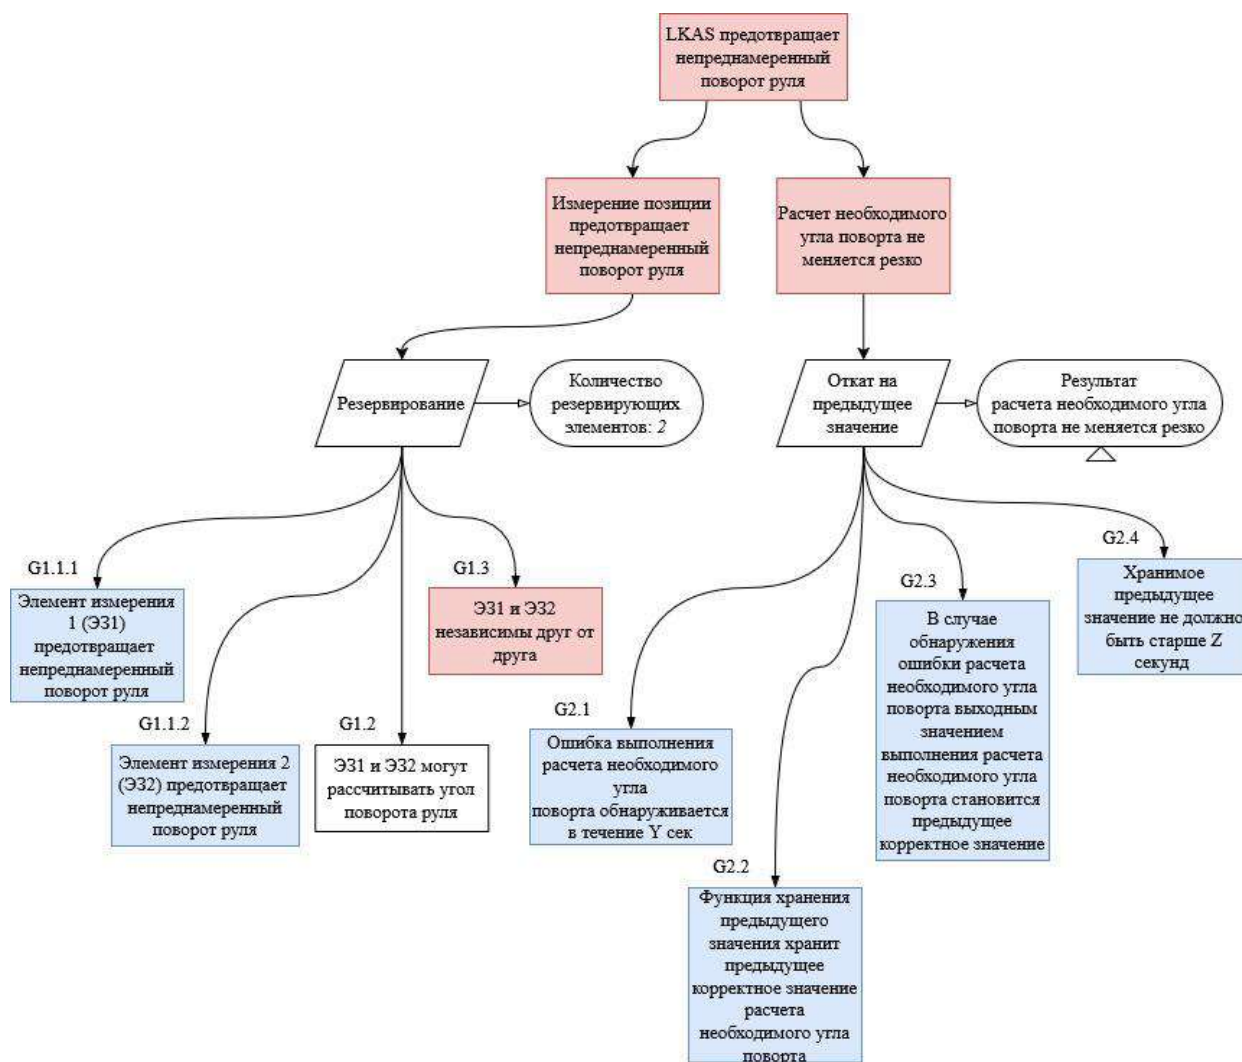 LKAS предотвращает
непреднамеренный
поворот руля
Измерение позиции
предотвращает
непреднамеренный
поворот руля
Расчет необходимого
угла поворта не
меняется резко
Резервирование
Количество
резервирующих
элементов: 2
Откат на
предыдущее
значение
Результат
расчета необходимого угла
поворта не меняется резко
G1.1.1
Элемент измерения
1 (ЭЗ1)
предотвращает
непреднамеренный
поворот руля
G1.1.2
Элемент измерения 2
(ЭЗ2) предотвращает
непреднамеренный
поворот руля
G1.2
ЭЗ1 и ЭЗ2 могут
рассчитывать угол
поворота руля
G1.3
ЭЗ1 и ЭЗ2
независимы друг от
друга
G2.1
Ошибка выполнения
расчета необходимого
угла
поворта обнаруживается
в течение Y сек
G2.2
Функция хранения
предыдущего
значения хранит
предыдущее
корректное значение
расчета
необходимого угла
поворта
G2.3
В случае
обнаружения
ошибки расчета
необходимого угла
поворта выходным
значением
выполнения расчета
необходимого угла
поворта становится
предыдущее
корректное значение
G2.4
Хранимое
предыдущее
значение не должно
быть старше Z
секунд